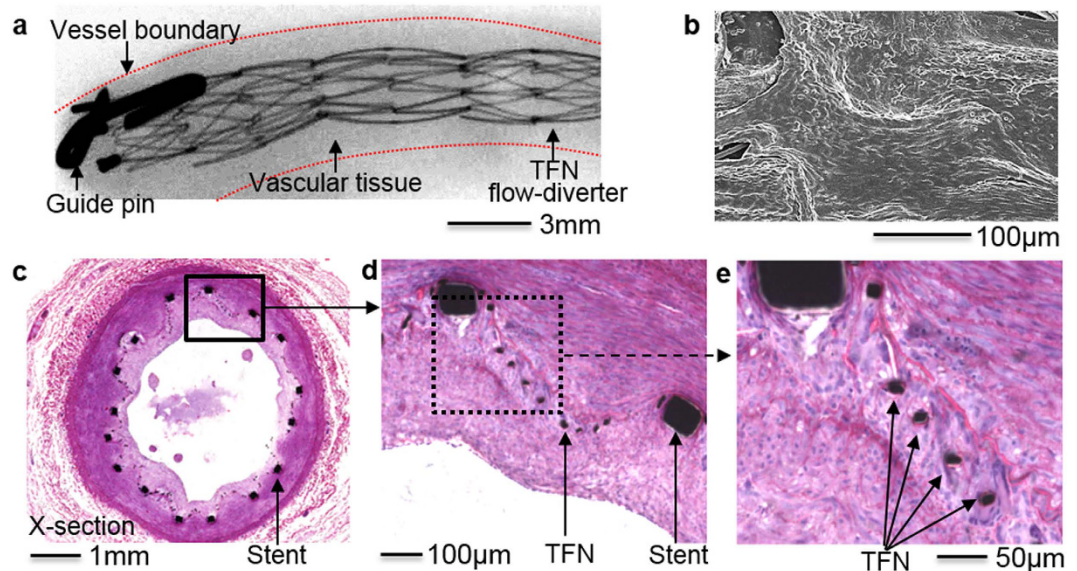 a
Vessel boundary
Guide pin
Vascular tissue
TFN
flow-diverter
3mm
b
100µm
c
X-section
1mm
Stent
d
100µm
TFN
Stent
e
TFN
50µm